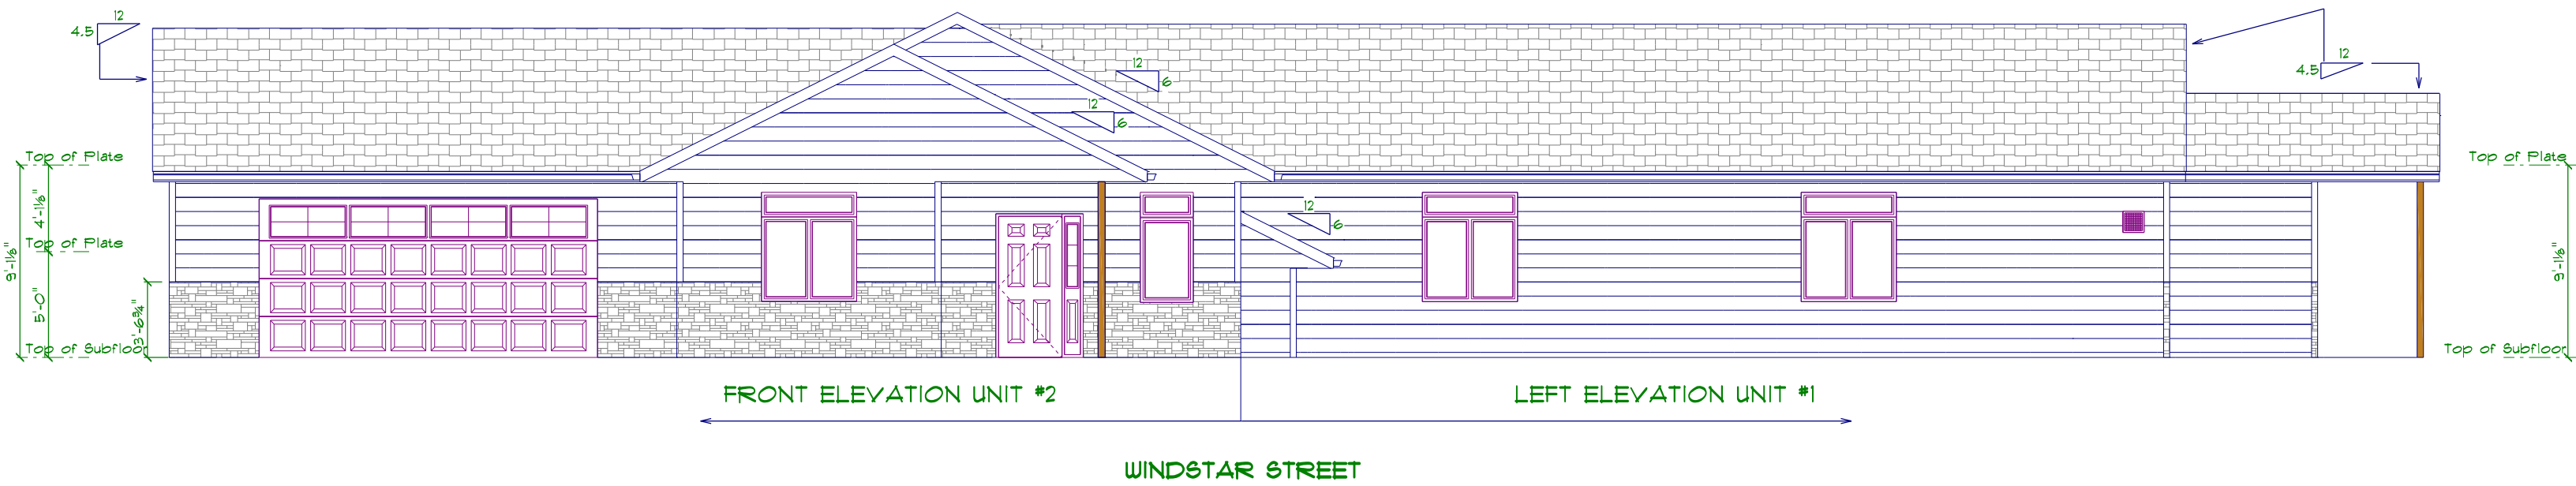 12
4.5
12
6
12
6
12
4.5
Top of Plate
Top of Plate
4'-1⅛"
9'-1⅛"
Top of Plate
12
6
9'-1⅛"
5'-0"
3'-6¾"
Top of Subfloor
Top of Subfloor
FRONT ELEVATION UNIT #2
LEFT ELEVATION UNIT #1
WINDSTAR STREET